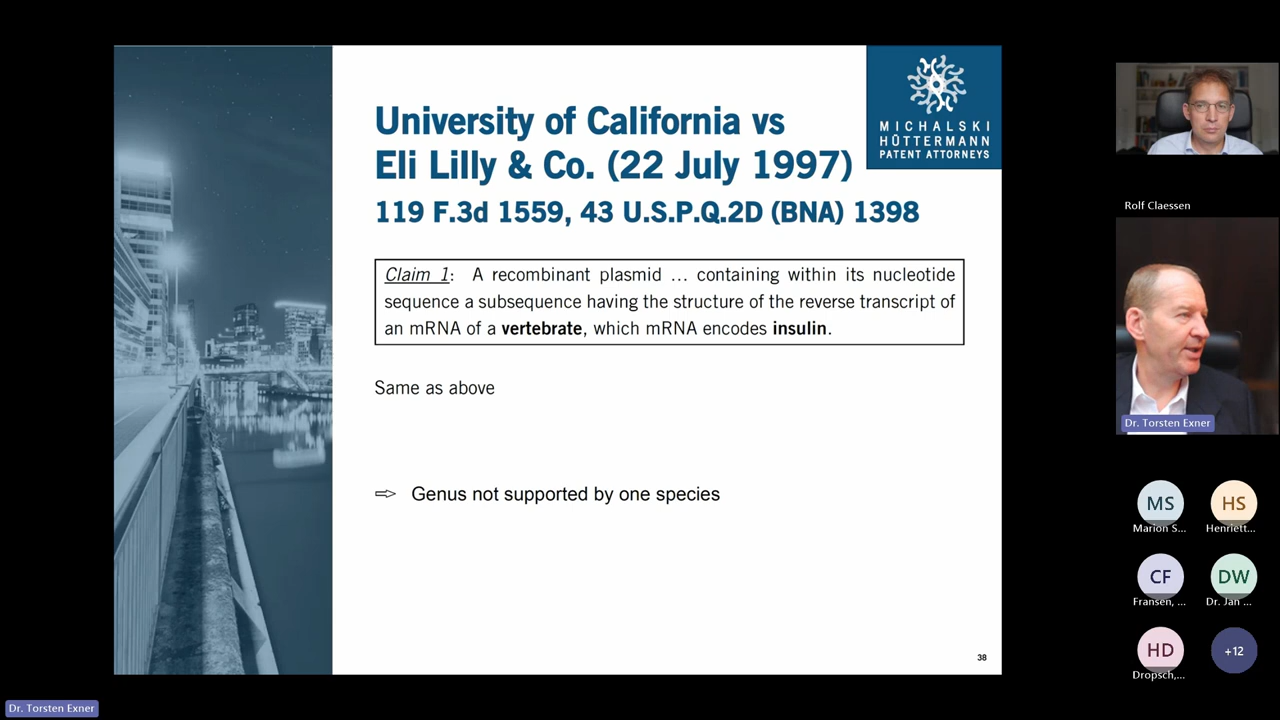 University of California vs
Eli Lilly & Co. (22 July 1997)
119 F.3d 1559, 43 U.S.P.Q.2D (BNA) 1398
MICHALSKI
HÜTTERMANN
PATENT ATTORNEYS
Claim 1: A recombinant plasmid … containing within its nucleotide
sequence a subsequence having the structure of the reverse transcript of
an mRNA of a vertebrate, which mRNA encodes insulin.
Same as above
⇨ Genus not supported by one species
38
Rolf Claessen
Dr. Torsten Exner
MS
Marion S...
HS
Henriett...
CF
Fransen, ...
DW
Dr. Jan ...
HD
Dropsch,...
+12
Dr. Torsten Exner